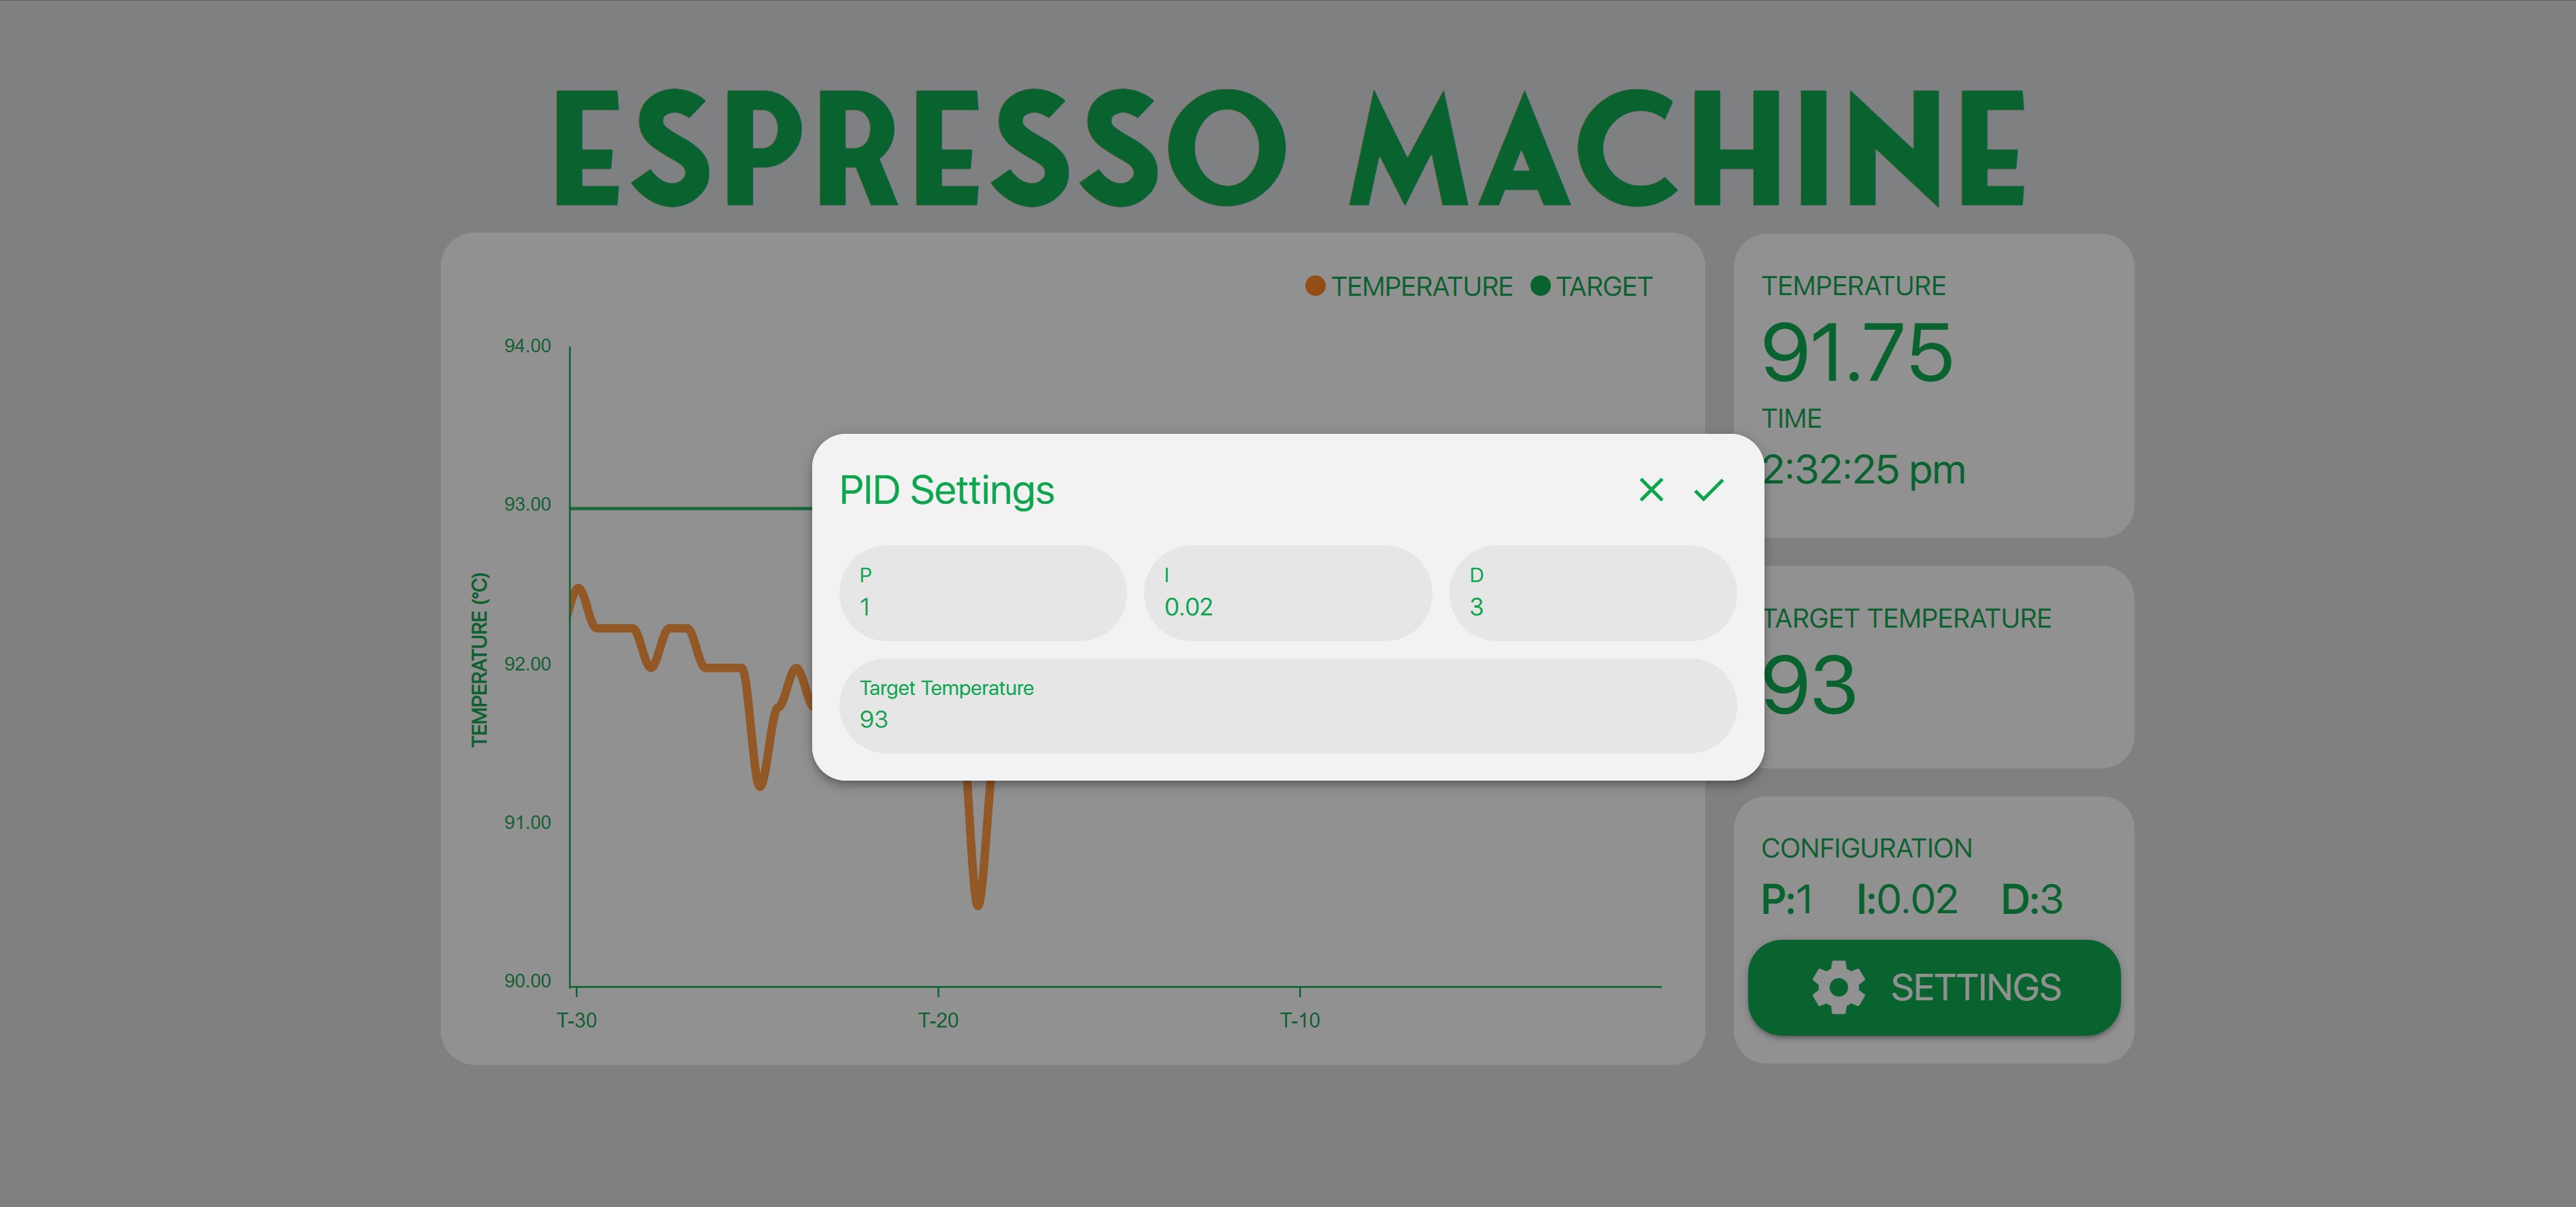 ESPRESSO MACHINE
TEMPERATURE TARGET
94.00
93.00
92.00
91.00
90.00
TEMPERATURE (°C)
T-30 T-20 T-10
PID Settings
P
1
I
0.02
D
3
Target Temperature
93
TEMPERATURE
91.75
TIME
2:32:25 pm
TARGET TEMPERATURE
93
CONFIGURATION
P:1 I:0.02 D:3
SETTINGS